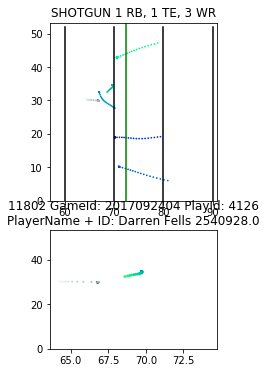 SHOTGUN 1 RB, 1 TE, 3 WR
50
40
30
20
10
0
60 70 80 90
11802 GameId: 2017092404 PlayId: 4126
PlayerName + ID: Darren Fells 2540928.0
40
20
0
65.0 67.5 70.0 72.5